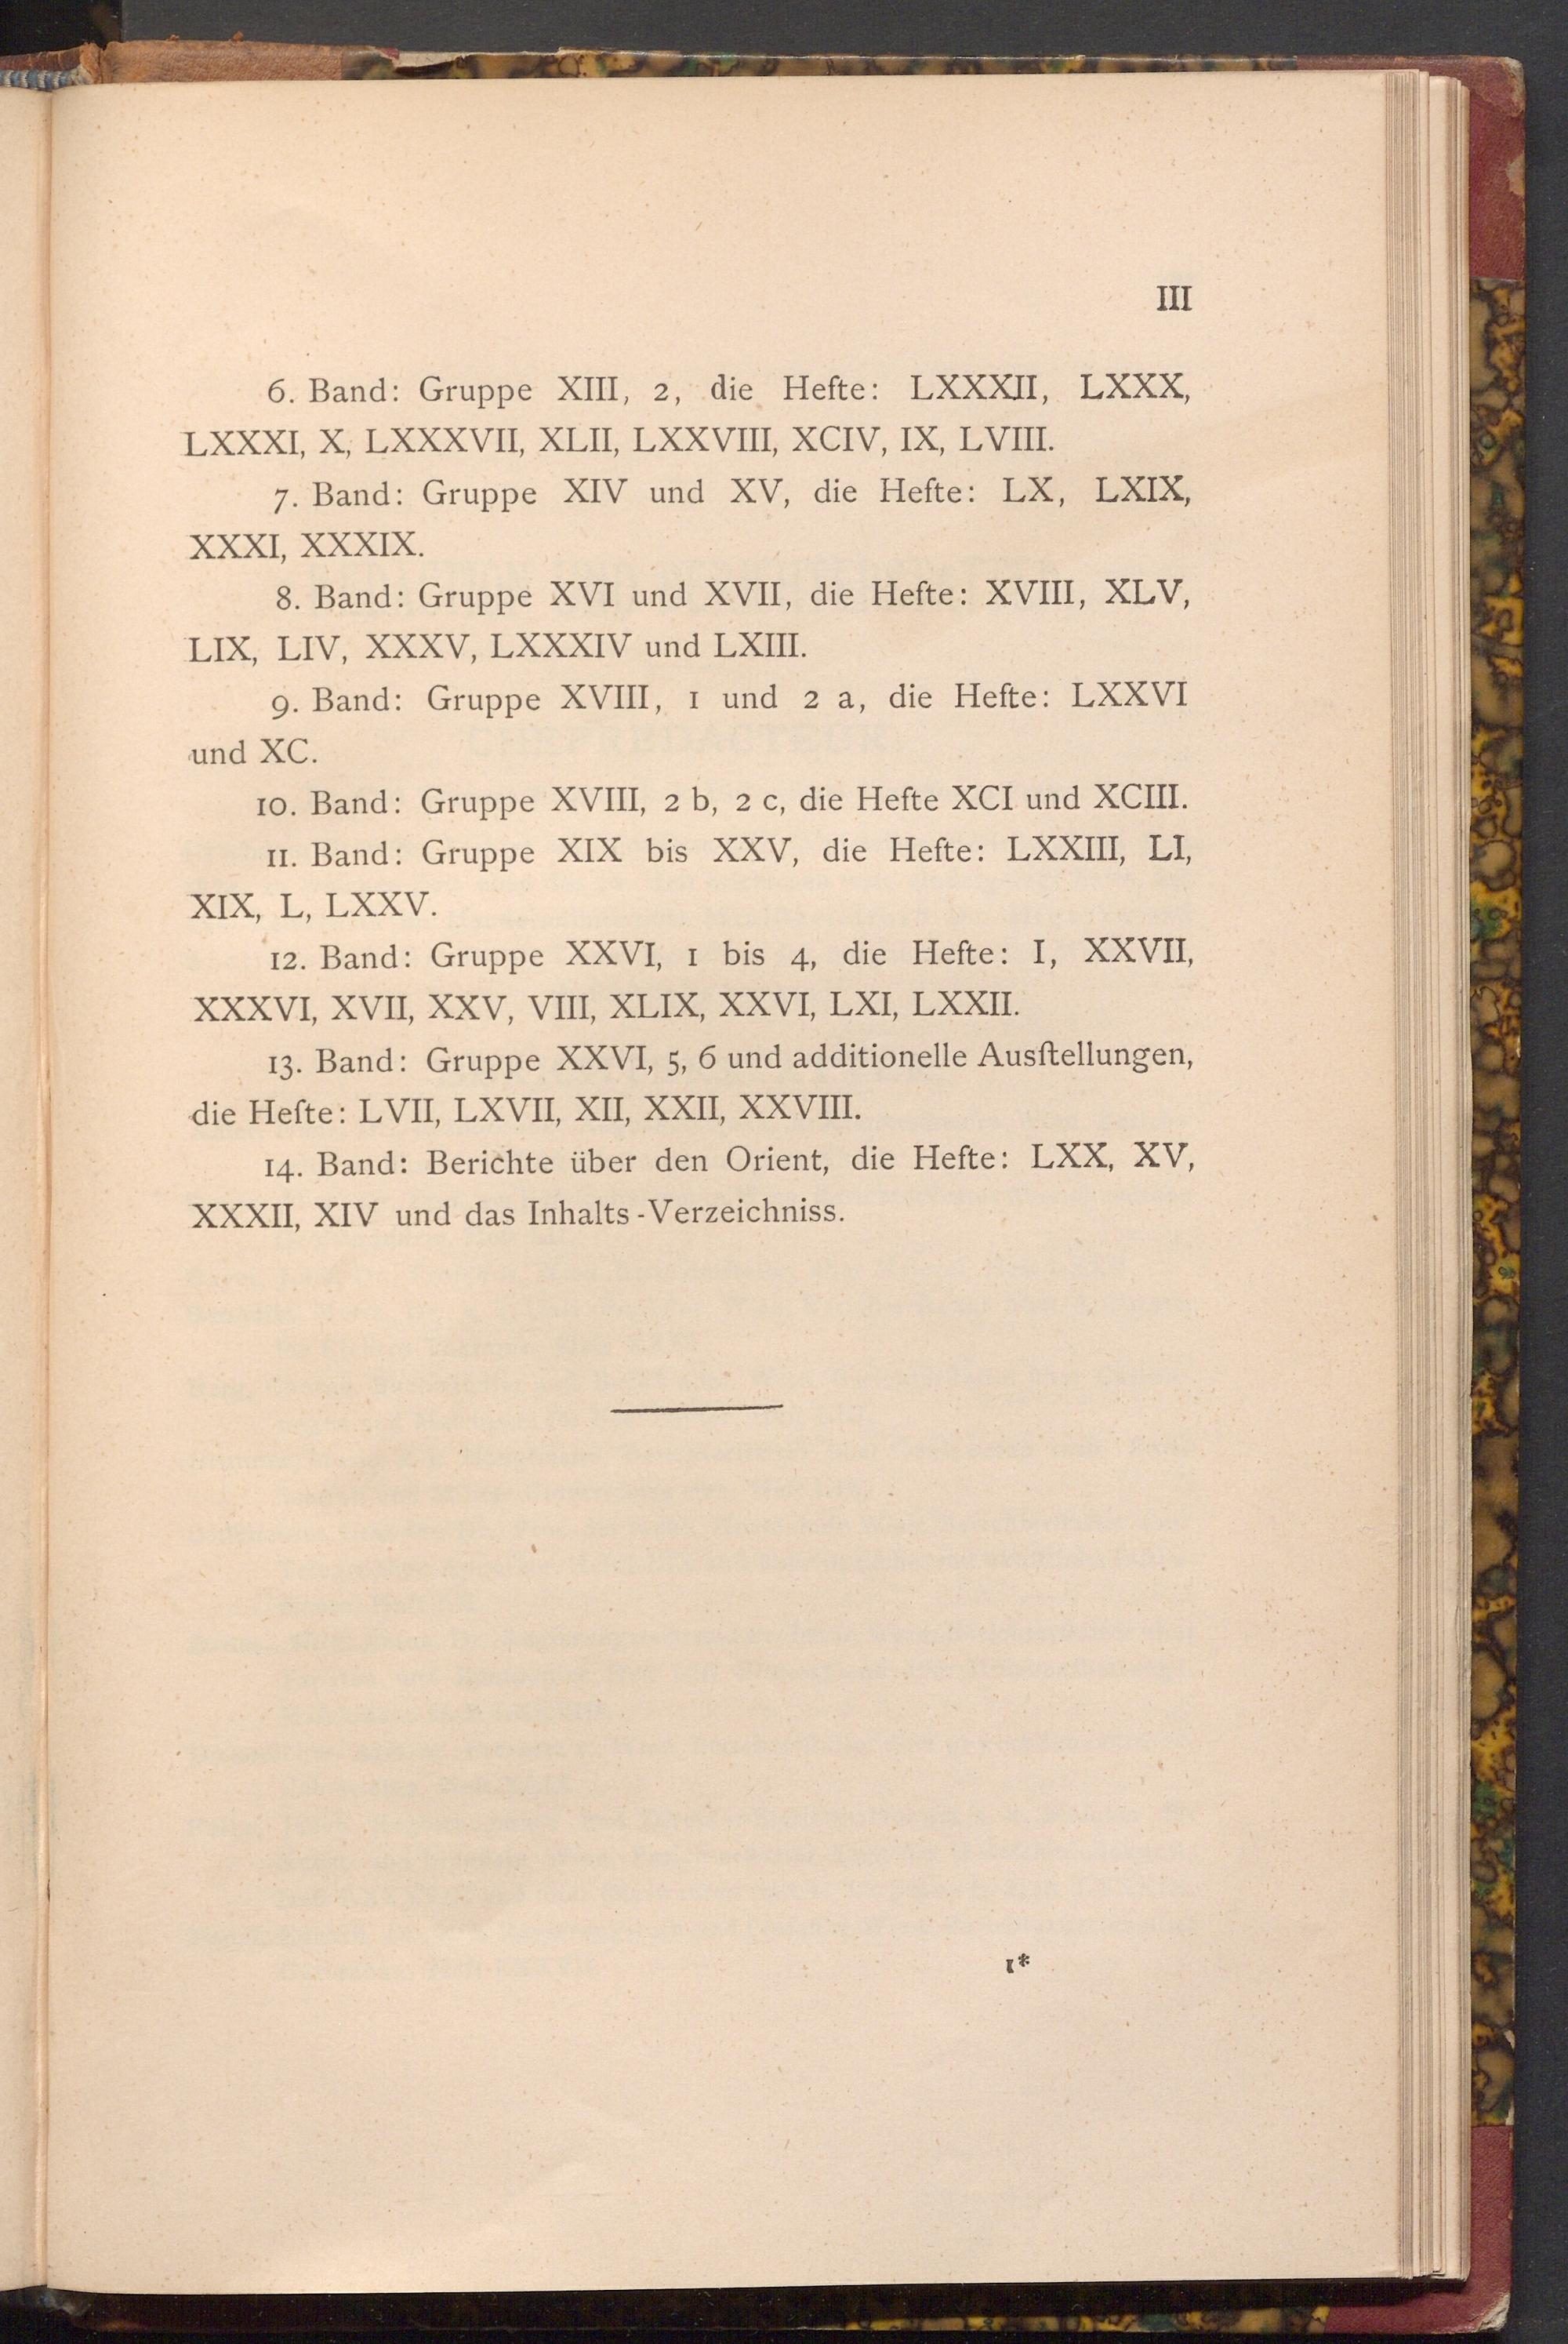 III
6. Band: Gruppe XIII, 2, die Hefte: LXXXII, LXXX,
LXXXI, X, LXXXVII, XLII, LXXVIII, XCIV, IX, LVIII.
7. Band: Gruppe XIV und XV, die Hefte: LX, LXIX,
XXXI, XXXIX.
8. Band: Gruppe XVI und XVII, die Hefte: XVIII, XLV,
LIX, LIV, XXXV, LXXXIV und LXIII.
9. Band: Gruppe XVIII, 1 und 2 a, die Hefte: LXXVI
und XC.
10. Band: Gruppe XVIII, 2 b, 2 c, die Hefte XCI und XCIII.
11. Band: Gruppe XIX bis XXV, die Hefte: LXXIII, LI,
XIX, L, LXXV.
12. Band: Gruppe XXVI, 1 bis 4, die Hefte: I, XXVII,
XXXVI, XVII, XXV, VIII, XLIX, XXVI, LXI, LXXII.
13. Band: Gruppe XXVI, 5, 6 und additionelle Ausſtellungen,
die Heſte: LVII, LXVII, XII, XXII, XXVIII.
14. Band: Berichte über den Orient, die Hefte: LXX, XV,
XXXII, XIV und das Inhalts-Verzeichniss.
1*